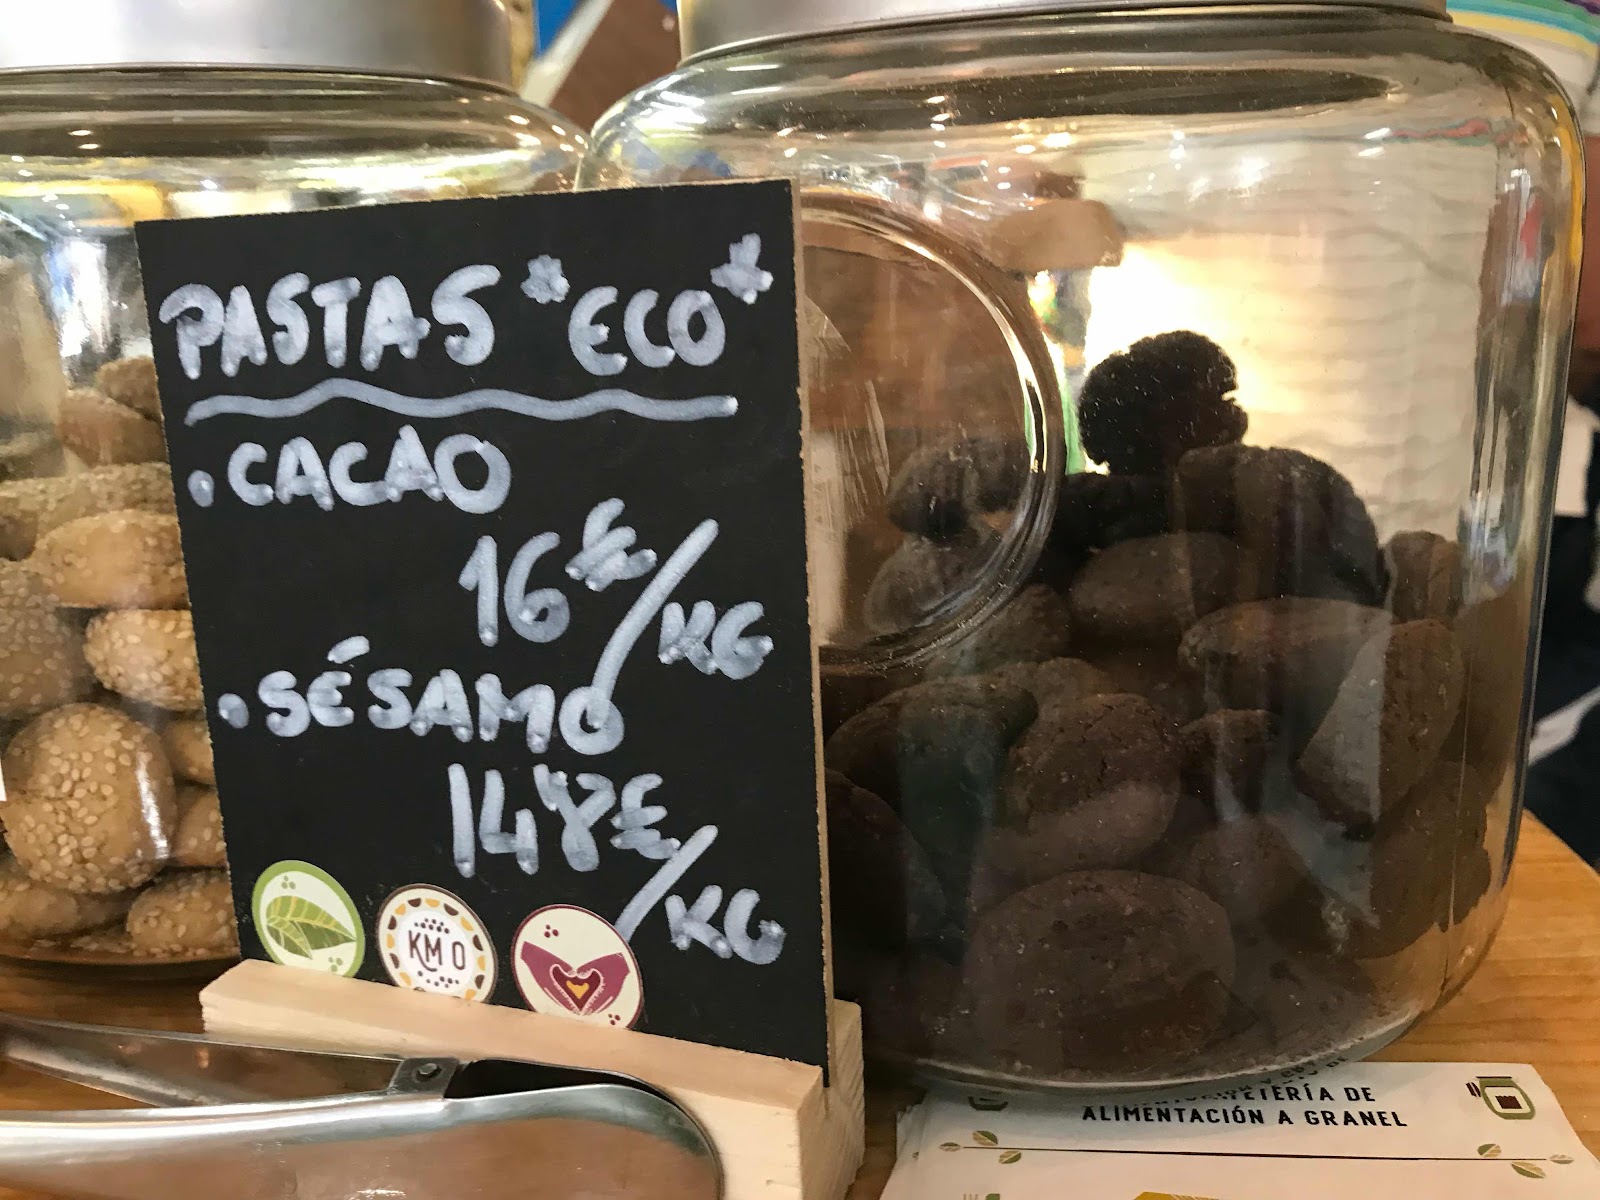 PASTAS *ECO*
• CACAO
16€/KG
• SÉSAMO
14'8€/KG
KM 0
ALIMENTACIÓN A GRANEL